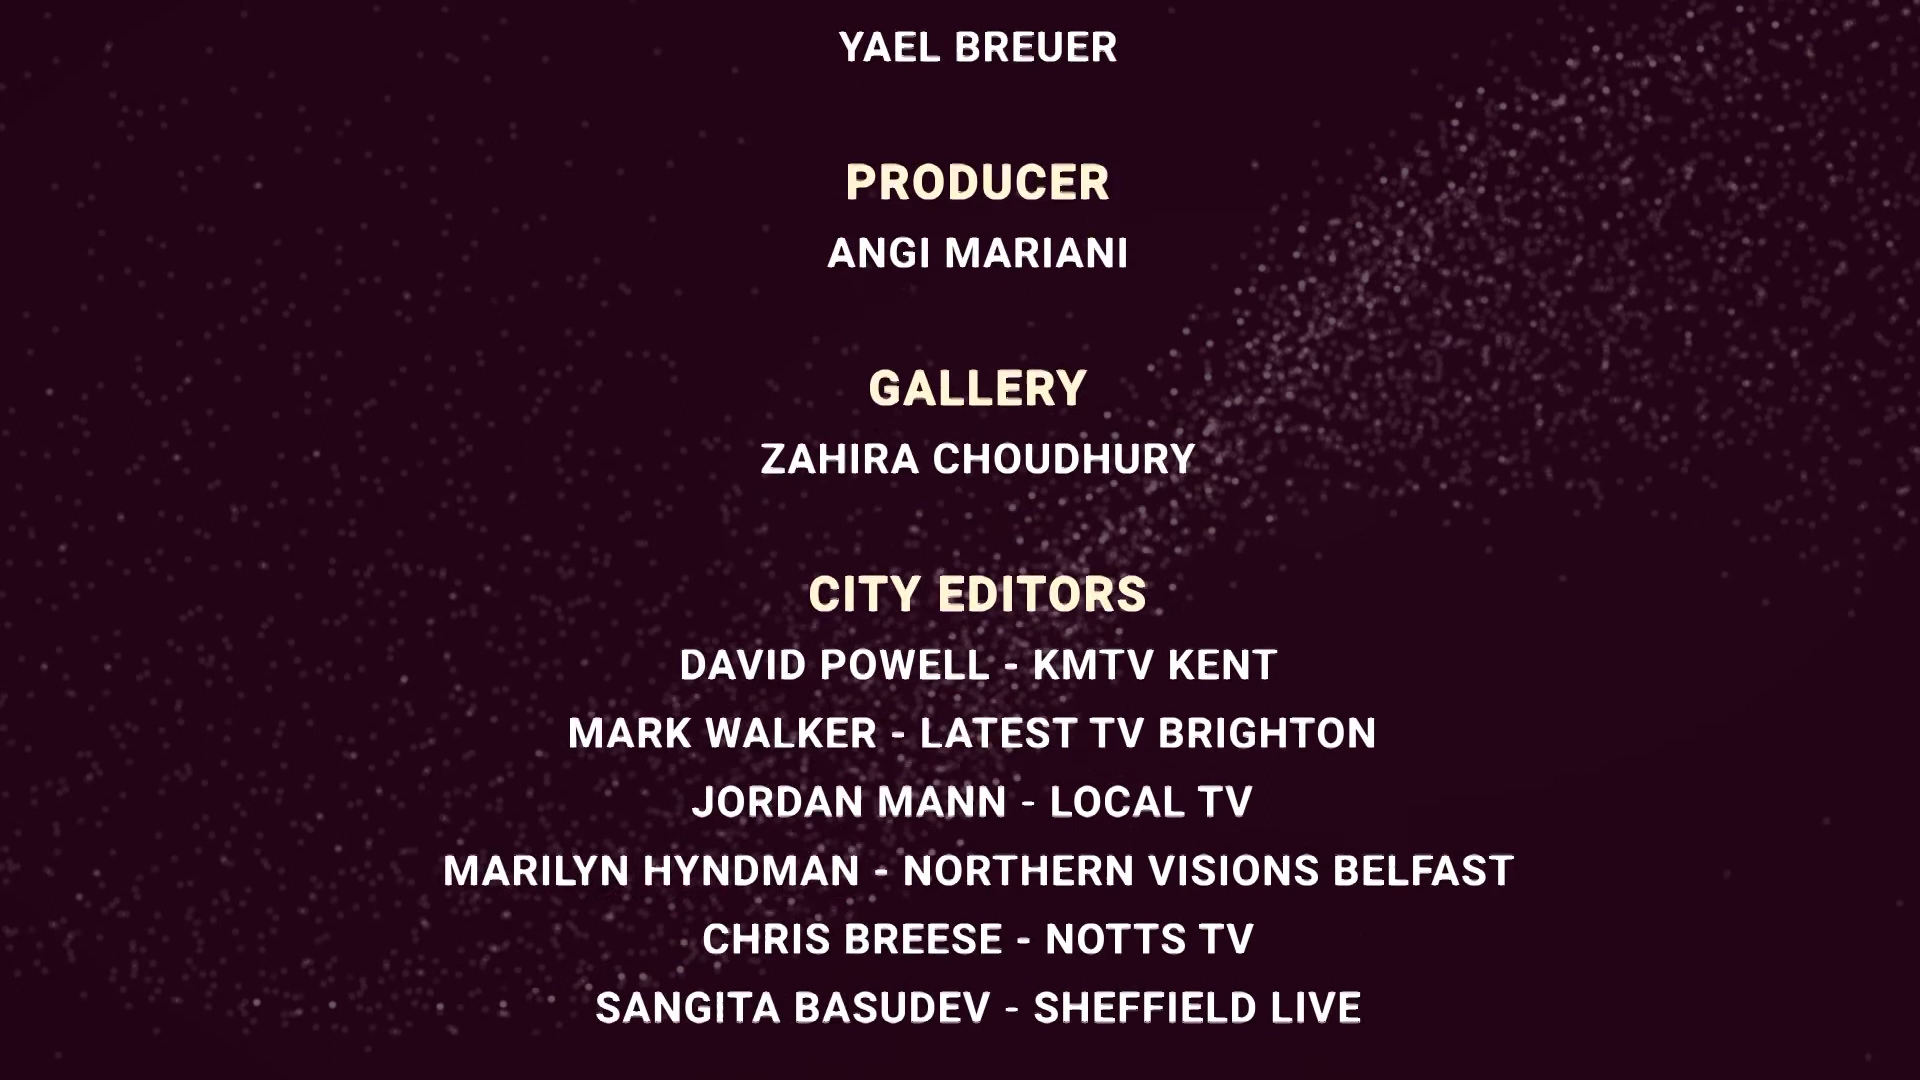 YAEL BREUER
PRODUCER
ANGI MARIANI
GALLERY
ZAHIRA CHOUDHURY
CITY EDITORS
DAVID POWELL - KMTV KENT
MARK WALKER - LATEST TV BRIGHTON
JORDAN MANN - LOCAL TV
MARILYN HYNDMAN - NORTHERN VISIONS BELFAST
CHRIS BREESE - NOTTS TV
SANGITA BASUDEV - SHEFFIELD LIVE